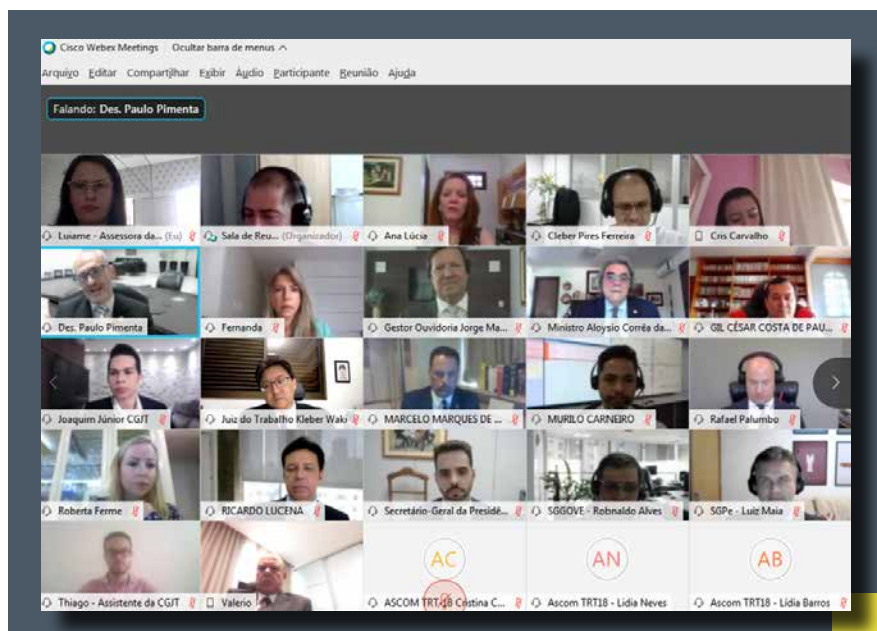 Cisco Webex Meetings Ocultar barra de menus
Arquivo Editar Compartilhar Exibir Áudio Participante Reunião Ajuda
Falando: Des. Paulo Pimenta
Luiame - Assessora da... (Eu)
Sala de Reu... (Organizador)
Ana Lúcia
Cleber Pires Ferreira
Cris Carvalho
Des. Paulo Pimenta
Fernanda
Gestor Ouvidoria Jorge Ma...
Ministro Aloysio Corrêa da...
GIL CÉSAR COSTA DE PAU...
Joaquim Júnior CGJT
Juiz do Trabalho Kleber Waki
MARCELO MARQUES DE ...
MURILO CARNEIRO
Rafael Palumbo
Roberta Ferme
RICARDO LUCENA
Secretário-Geral da Presidê...
SGGOVE - Robnaldo Alves
SGPe - Luiz Maia
Thiago - Assistente da CGJT
Valerio
AC
ASCOM TRT-18 Cristina C...
AN
Ascom TRT18 - Lidia Neves
AB
Ascom TRT18 - Lidia Barros